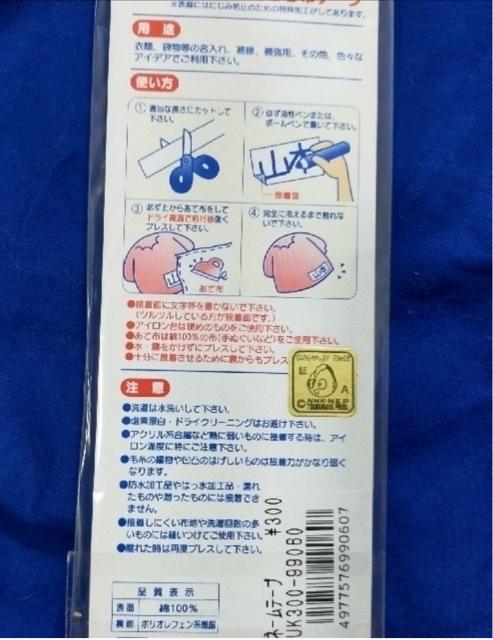 ※表面にはにじみ防止のための特殊加工がしてあります。
用途
衣類、袋物等の名入れ、補修、補強用、その他、色々な
アイデアでご利用下さい。
使い方
① 適当な長さにカットして
下さい。
② 必ず油性ペンまたは、
ボールペンで書いて下さい。
山本
接着面
③ 必ず上からあて布をして
プレスして下さい。
あて布
④ 完全に冷えるまで触れな
いで下さい。
山本
●接着面に文字等を書かないで下さい。
(ツルツルしている方が接着面です。)
●アイロン台は硬めのものをご使用下さい。
●あて布は綿100%の布(手ぬぐいなど)をご使用下さい。
●水・霧をかけずにプレスして下さい。
●十分に接着させるために裏からもプレス
証
A
©NHK・NEP
注意
●洗濯は水洗いして下さい。
●塩素漂白・ドライクリーニングはお避け下さい。
●アクリル系合繊など熱に弱いものに接着する時は、アイ
ロン温度に特にご注意下さい。
●毛糸の編物や凹凸のはげしいものは接着力がかなり弱く
なります。
●防水加工品やはっ水加工品・濡れ
たものや湿ったものには接着でき
ません。
●接着しにくい布地や洗濯回数の多
いものには縫いつけてご使用下さい。
●離れた時は再度プレスして下さい。
品質表示
表面 綿100%
裏面 ポリオレフェン系樹脂
ネームテープ ¥300
UK300-99060
4977576990607